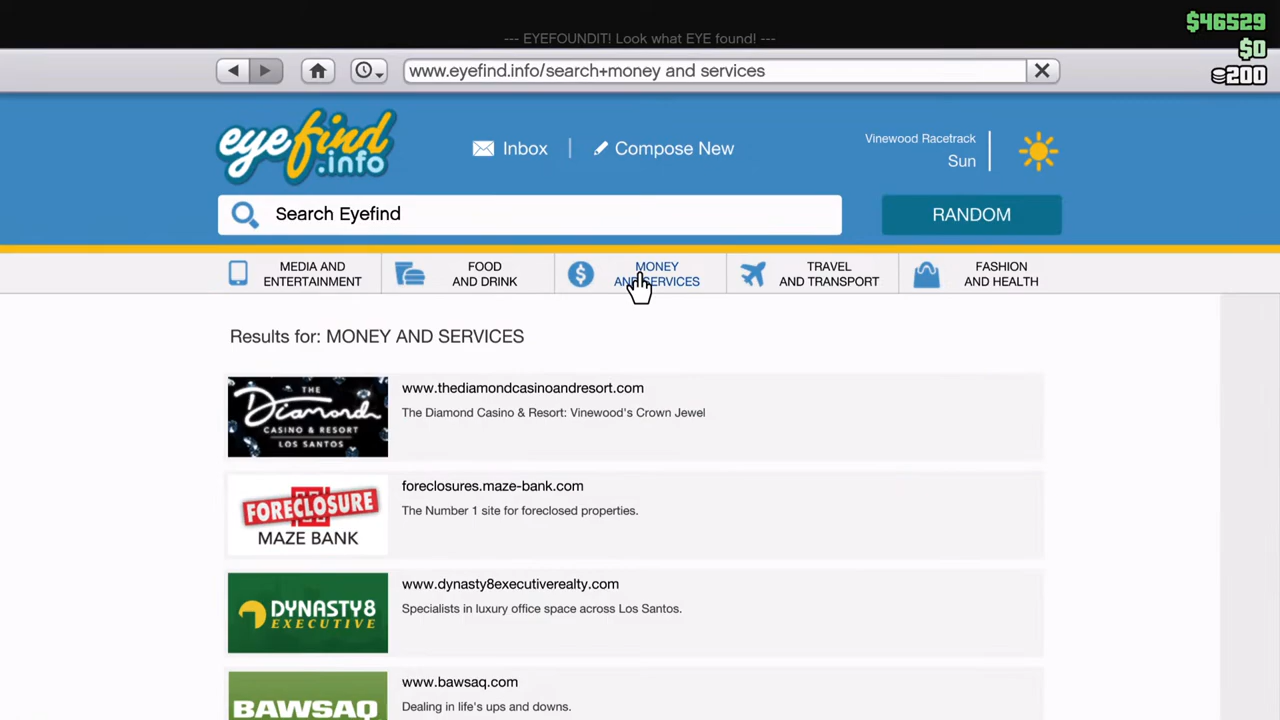 $46529
--- EYEFOUNDIT! Look what EYE found! ---
$0
www.eyefind.info/search+money and services
200
eyefind
.info
Inbox
Compose New
Vinewood Racetrack
Sun
Search Eyefind
RANDOM
MEDIA AND
ENTERTAINMENT
FOOD
AND DRINK
MONEY
AND SERVICES
TRAVEL
AND TRANSPORT
FASHION
AND HEALTH
Results for: MONEY AND SERVICES
THE
Diamond
CASINO & RESORT
LOS SANTOS
www.thediamondcasinoandresort.com
The Diamond Casino & Resort: Vinewood's Crown Jewel
FORECLOSURE
MAZE BANK
foreclosures.maze-bank.com
The Number 1 site for foreclosed properties.
DYNASTY8
EXECUTIVE
www.dynasty8executiverealty.com
Specialists in luxury office space across Los Santos.
BAWSAQ
www.bawsaq.com
Dealing in life's ups and downs.